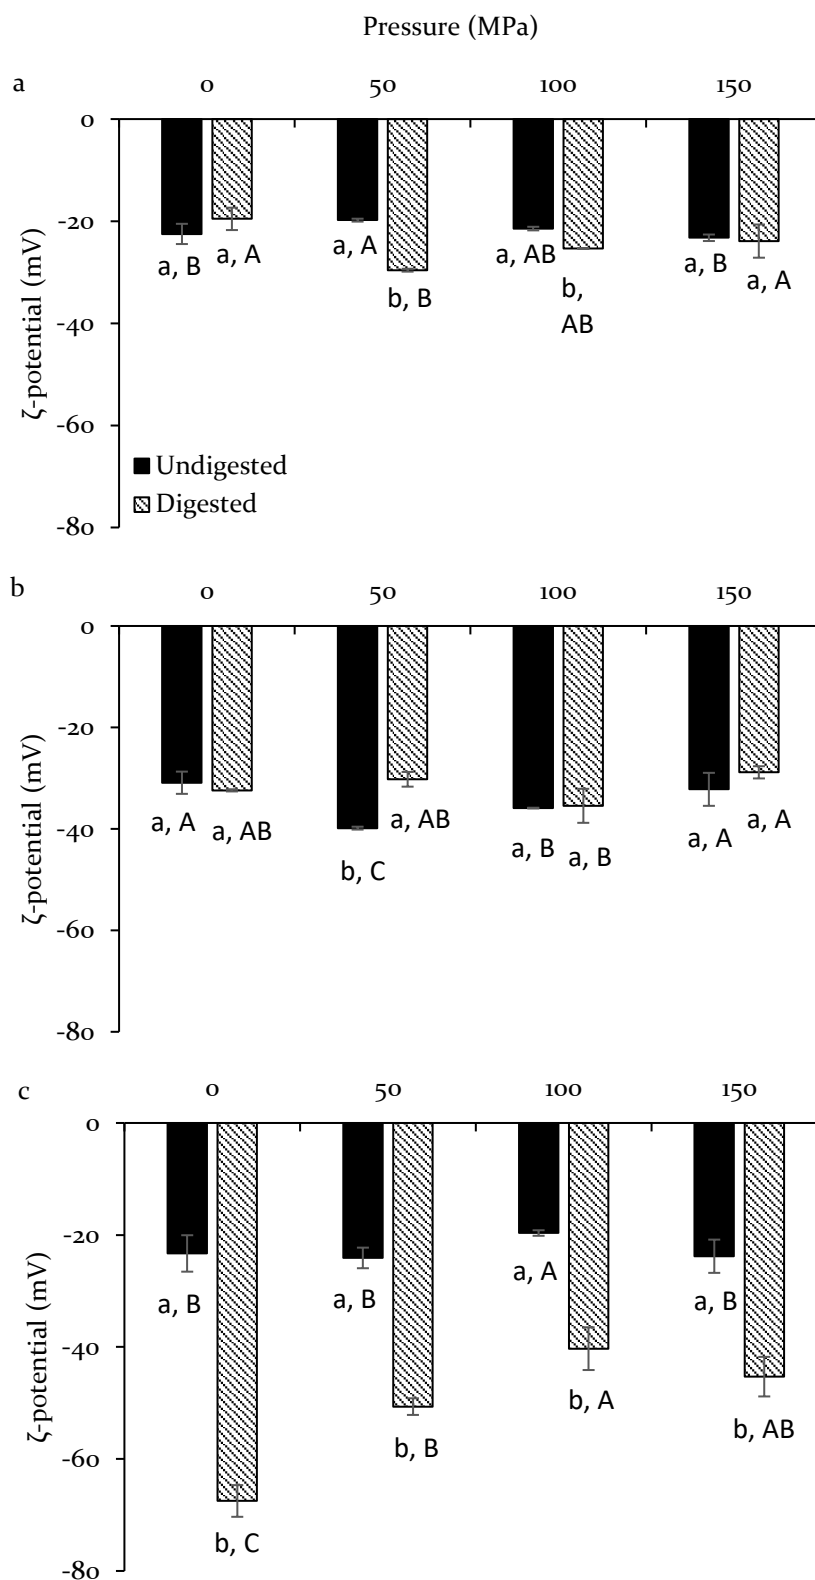 Pressure (MPa)
a
0 50 100 150
0
-20
-40
-60
-80
ζ-potential (mV)
a, B
a, A
a, A
b, B
a, AB
b,
AB
a, B
a, A
Undigested
Digested
b
0 50 100 150
0
-20
-40
-60
-80
ζ-potential (mV)
a, A
a, AB
b, C
a, AB
a, B
a, B
a, A
a, A
c
0 50 100 150
0
-20
-40
-60
-80
ζ-potential (mV)
a, B
b, C
a, B
b, B
a, A
b, A
a, B
b, AB